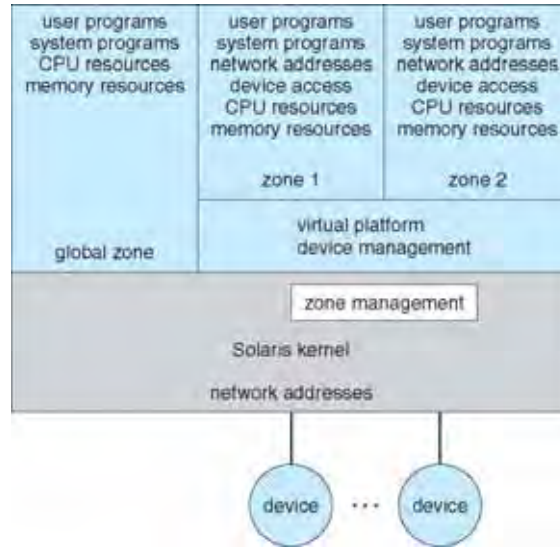 user programs
system programs
CPU resources
memory resources
global zone
user programs
system programs
network addresses
device access
CPU resources
memory resources
zone 1
user programs
system programs
network addresses
device access
CPU resources
memory resources
zone 2
virtual platform
device management
zone management
Solaris kernel
network addresses
device
...
device